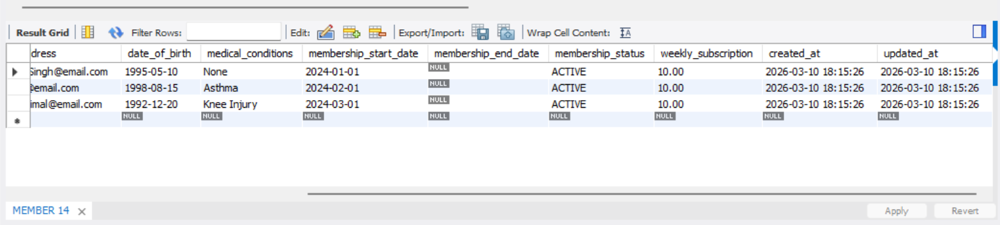 Result Grid Filter Rows: Edit: Export/Import: Wrap Cell Content: IA
dress date_of_birth medical_conditions membership_start_date membership_end_date membership_status weekly_subscription created_at updated_at
Singh@email.com 1995-05-10 None 2024-01-01 NULL ACTIVE 10.00 2026-03-10 18:15:26 2026-03-10 18:15:26
@email.com 1998-08-15 Asthma 2024-02-01 NULL ACTIVE 10.00 2026-03-10 18:15:26 2026-03-10 18:15:26
imal@email.com 1992-12-20 Knee Injury 2024-03-01 NULL ACTIVE 10.00 2026-03-10 18:15:26 2026-03-10 18:15:26
NULL NULL NULL NULL NULL NULL NULL NULL
MEMBER 14 Apply Revert